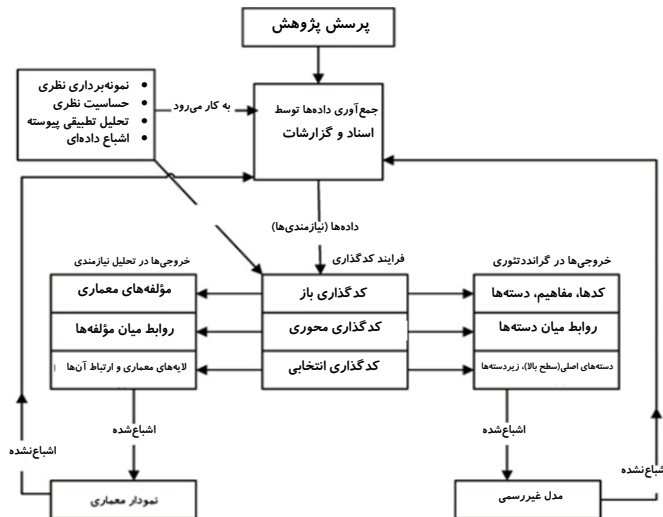 پرسش پژوهش
نمونه‌برداری نظری
حساسیت نظری
تحلیل تطبیقی پیوسته
اشباع داده‌ای
به کار می‌رود
جمع‌آوری داده‌ها توسط
اسناد و گزارشات
داده‌ها (نیازمندی‌ها)
خروجی‌ها در گراندد‌تئوری
فرایند کدگذاری
خروجی‌ها در تحلیل نیازمندی
کدها، مفاهیم، دسته‌ها
کدگذاری باز
مؤلفه‌های معماری
روابط میان دسته‌ها
کدگذاری محوری
روابط میان مؤلفه‌ها
دسته‌های اصلی(سطح بالا)، زیردسته‌ها
کدگذاری انتخابی
لایه‌های معماری و ارتباط آن‌ها
اشباع‌شده
اشباع‌شده
اشباع‌نشده
اشباع‌نشده
مدل غیررسمی
نمودار معماری